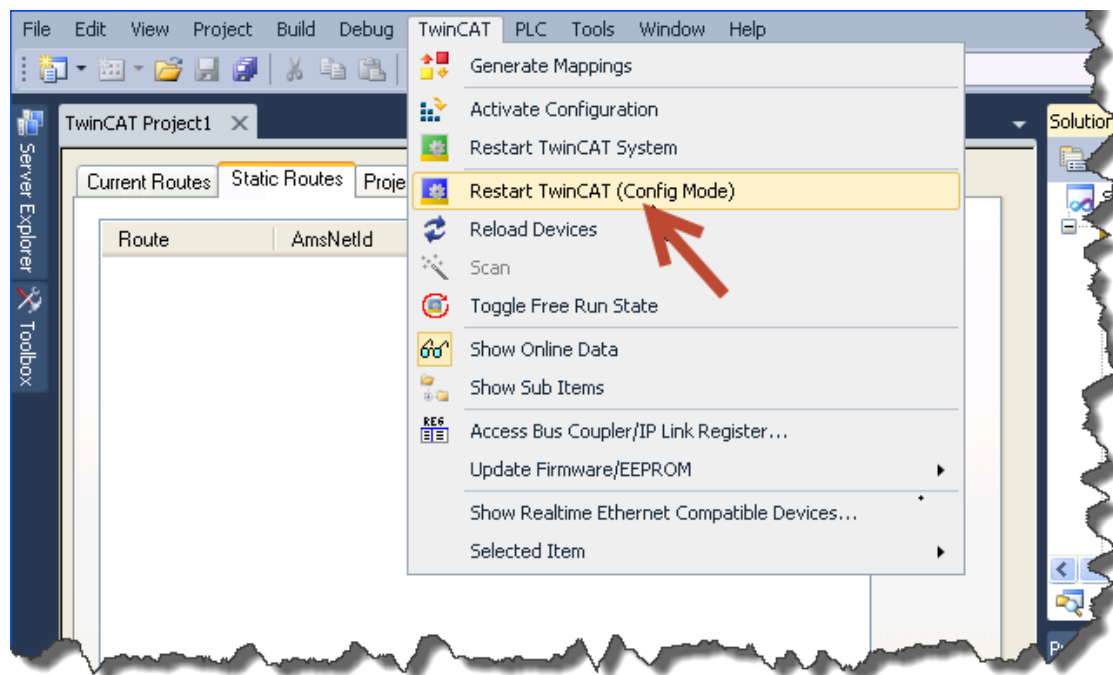 File Edit View Project Build Debug TwinCAT PLC Tools Window Help
Generate Mappings
Activate Configuration
TwinCAT Project1
Solution
Restart TwinCAT System
Server Explorer
Current Routes Static Routes Proje
Restart TwinCAT (Config Mode)
Route AmsNetId
Reload Devices
Scan
Toggle Free Run State
Toolbox
Show Online Data
Show Sub Items
REG
Access Bus Coupler/IP Link Register...
Update Firmware/EEPROM
Show Realtime Ethernet Compatible Devices...
Selected Item